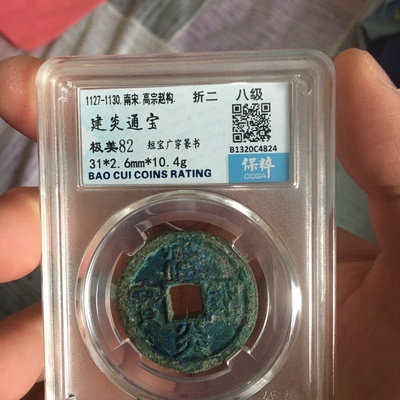 1127-1130.南宋.高宗赵构.
折二 八级
建炎通宝
极美82 短宝广穿篆书
31*2.6mm*10.4g
B1320C4824
BAO CUI COINS RATING
保粹
CCGA